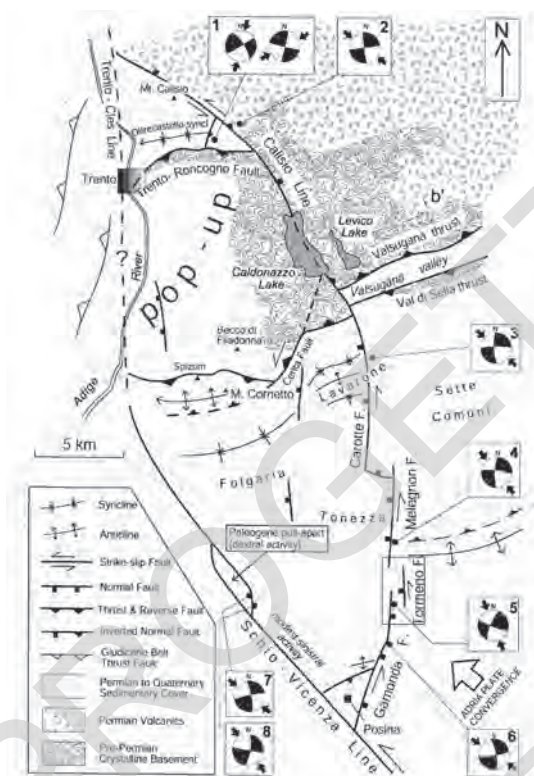 1
2
N
Trento - Cles Line
Mt. Calisio
Calisio Line
Trento
Trento-Roncogno Fault
b'
Levico
Lake
Valsugana thrust
Valsugana valley
Val di Sella thrust
Caldonazzo
Lake
pop-up
?
River
Adige
Becco di
Filadonna
Centa Fault
Spizom
M. Cornetto
3
Lavarone
Sette
Comuni
Carotte F.
5 km
4
Folgaria
Tonezza
Melegnon F.
Paleogene pull-apart
(dextral activity)
Tormeno F.
5
Syncline
Anticline
Strike-slip Fault
Normal Fault
Thrust & Reverse Fault
Inverted Normal Fault
Giudicarie Belt
Thrust Fault
Permian to Quaternary
Sedimentary Cover
Permian Volcanits
Pre-Permian
Crystalline Basement
Schio - Vicenza Line
activity
Gamonda F.
ADRIA PLATE
CONVERGENCE
Posina
7
8
6
PROGET